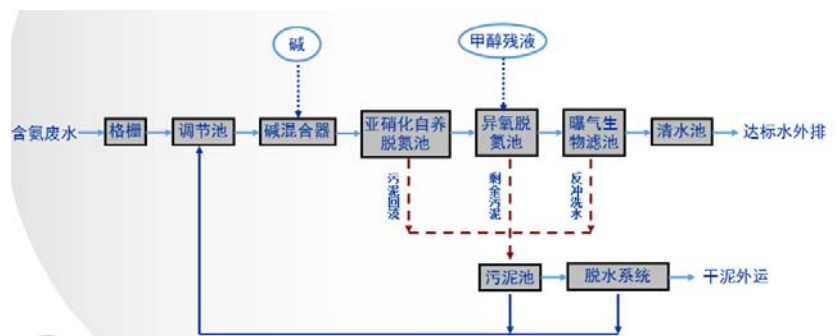 碱
甲醇残液
含氨废水
格栅
调节池
碱混合器
亚硝化自养
脱氮池
异氧脱
氮池
曝气生
物滤池
清水池
达标水外排
污泥回流
剩余污泥
反冲洗水
污泥池
脱水系统
干泥外运